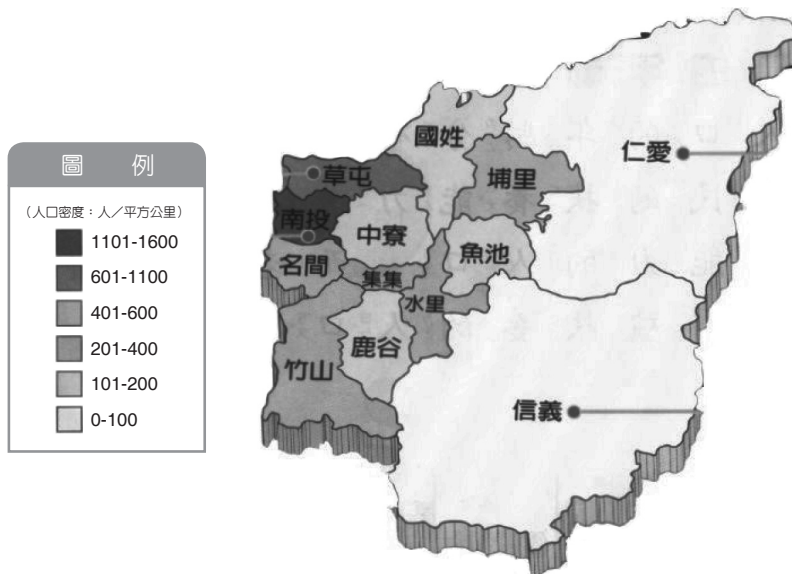 圖 例
(人口密度：人／平方公里)
1101-1600
601-1100
401-600
201-400
101-200
0-100
國姓
仁愛
草屯
埔里
南投
中寮
名間
魚池
集集
水里
鹿谷
竹山
信義